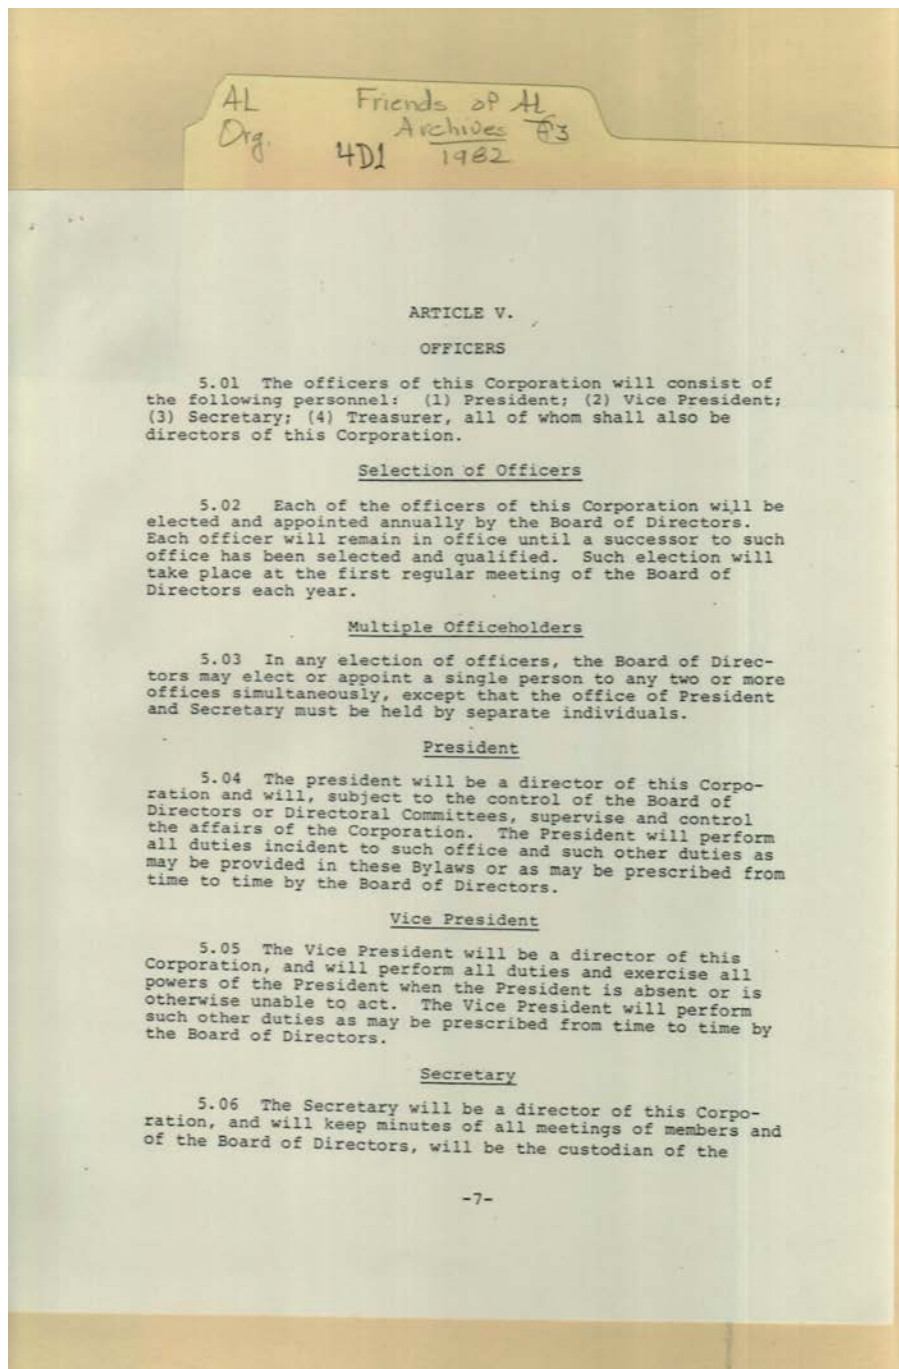 AL Friends of AL
Org. Archives
4D1 1982
ARTICLE V.
OFFICERS
5.01 The officers of this Corporation will consist of
the following personnel: (1) President; (2) Vice President;
(3) Secretary; (4) Treasurer, all of whom shall also be
directors of this Corporation.
Selection of Officers
5.02 Each of the officers of this Corporation will be
elected and appointed annually by the Board of Directors.
Each officer will remain in office until a successor to such
office has been selected and qualified. Such election will
take place at the first regular meeting of the Board of
Directors each year.
Multiple Officeholders
5.03 In any election of officers, the Board of Direc-
tors may elect or appoint a single person to any two or more
offices simultaneously, except that the office of President
and Secretary must be held by separate individuals.
President
5.04 The president will be a director of this Corpo-
ration and will, subject to the control of the Board of
Directors or Directoral Committees, supervise and control
the affairs of the Corporation. The President will perform
all duties incident to such office and such other duties as
may be provided in these Bylaws or as may be prescribed from
time to time by the Board of Directors.
Vice President
5.05 The Vice President will be a director of this
Corporation, and will perform all duties and exercise all
powers of the President when the President is absent or is
otherwise unable to act. The Vice President will perform
such other duties as may be prescribed from time to time by
the Board of Directors.
Secretary
5.06 The Secretary will be a director of this Corpo-
ration, and will keep minutes of all meetings of members and
of the Board of Directors, will be the custodian of the
-7-